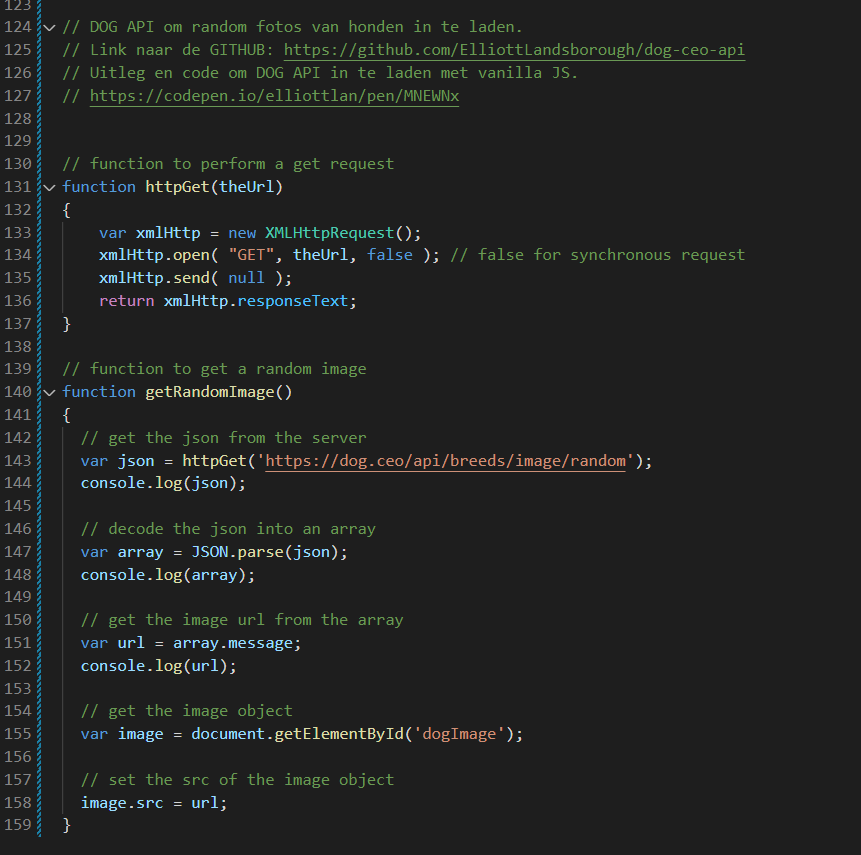 123
124 // DOG API om random fotos van honden in te laden.
125 // Link naar de GITHUB: https://github.com/ElliottLandsborough/dog-ceo-api
126 // Uitleg en code om DOG API in te laden met vanilla JS.
127 // https://codepen.io/elliottlan/pen/MNEWNx
128
129
130 // function to perform a get request
131 function httpGet(theUrl)
132 {
133     var xmlHttp = new XMLHttpRequest();
134     xmlHttp.open( "GET", theUrl, false ); // false for synchronous request
135     xmlHttp.send( null );
136     return xmlHttp.responseText;
137 }
138
139 // function to get a random image
140 function getRandomImage()
141 {
142   // get the json from the server
143   var json = httpGet('https://dog.ceo/api/breeds/image/random');
144   console.log(json);
145
146   // decode the json into an array
147   var array = JSON.parse(json);
148   console.log(array);
149
150   // get the image url from the array
151   var url = array.message;
152   console.log(url);
153
154   // get the image object
155   var image = document.getElementById('dogImage');
156
157   // set the src of the image object
158   image.src = url;
159 }